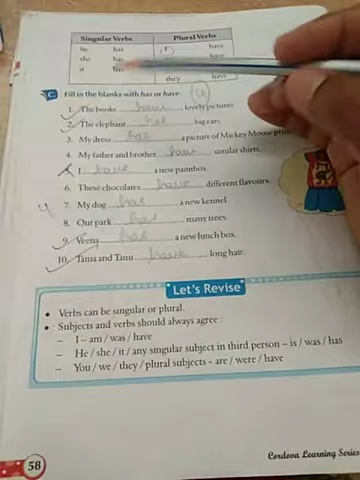 Singular Verbs Plural Verbs
he has I have
she has have
it has
they have
C. Fill in the blanks with has or have:
1. The books have lovely pictures
2. The elephant has big ears.
3. My dress has a picture of Mickey Mouse
4. My father and brother have similar shirts.
5. I have a new panbox.
6. These chocolates have different flavours.
7. My dog has a new kennel.
8. Our park has many trees.
9. Veena has a new lunch box.
10. Tania and Tanu have long hair.
Let's Revise
• Verbs can be singular or plural.
• Subjects and verbs should always agree :
– I – am / was / have
– He / she / it / any singular subject in third person – is / was / has
– You / we / they / plural subjects – are / were / have
58
Cordova Learning Series